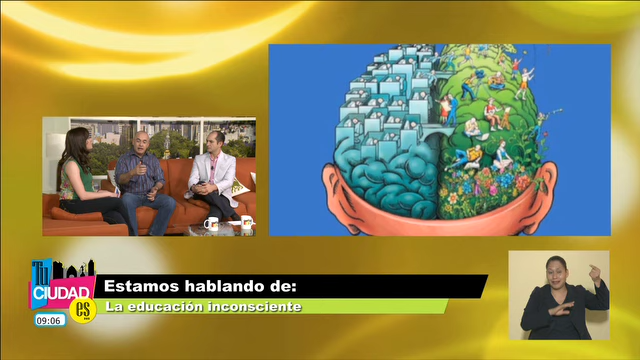 Estamos hablando de:
La educación inconsciente
Tu
CIUDAD
es
09:06